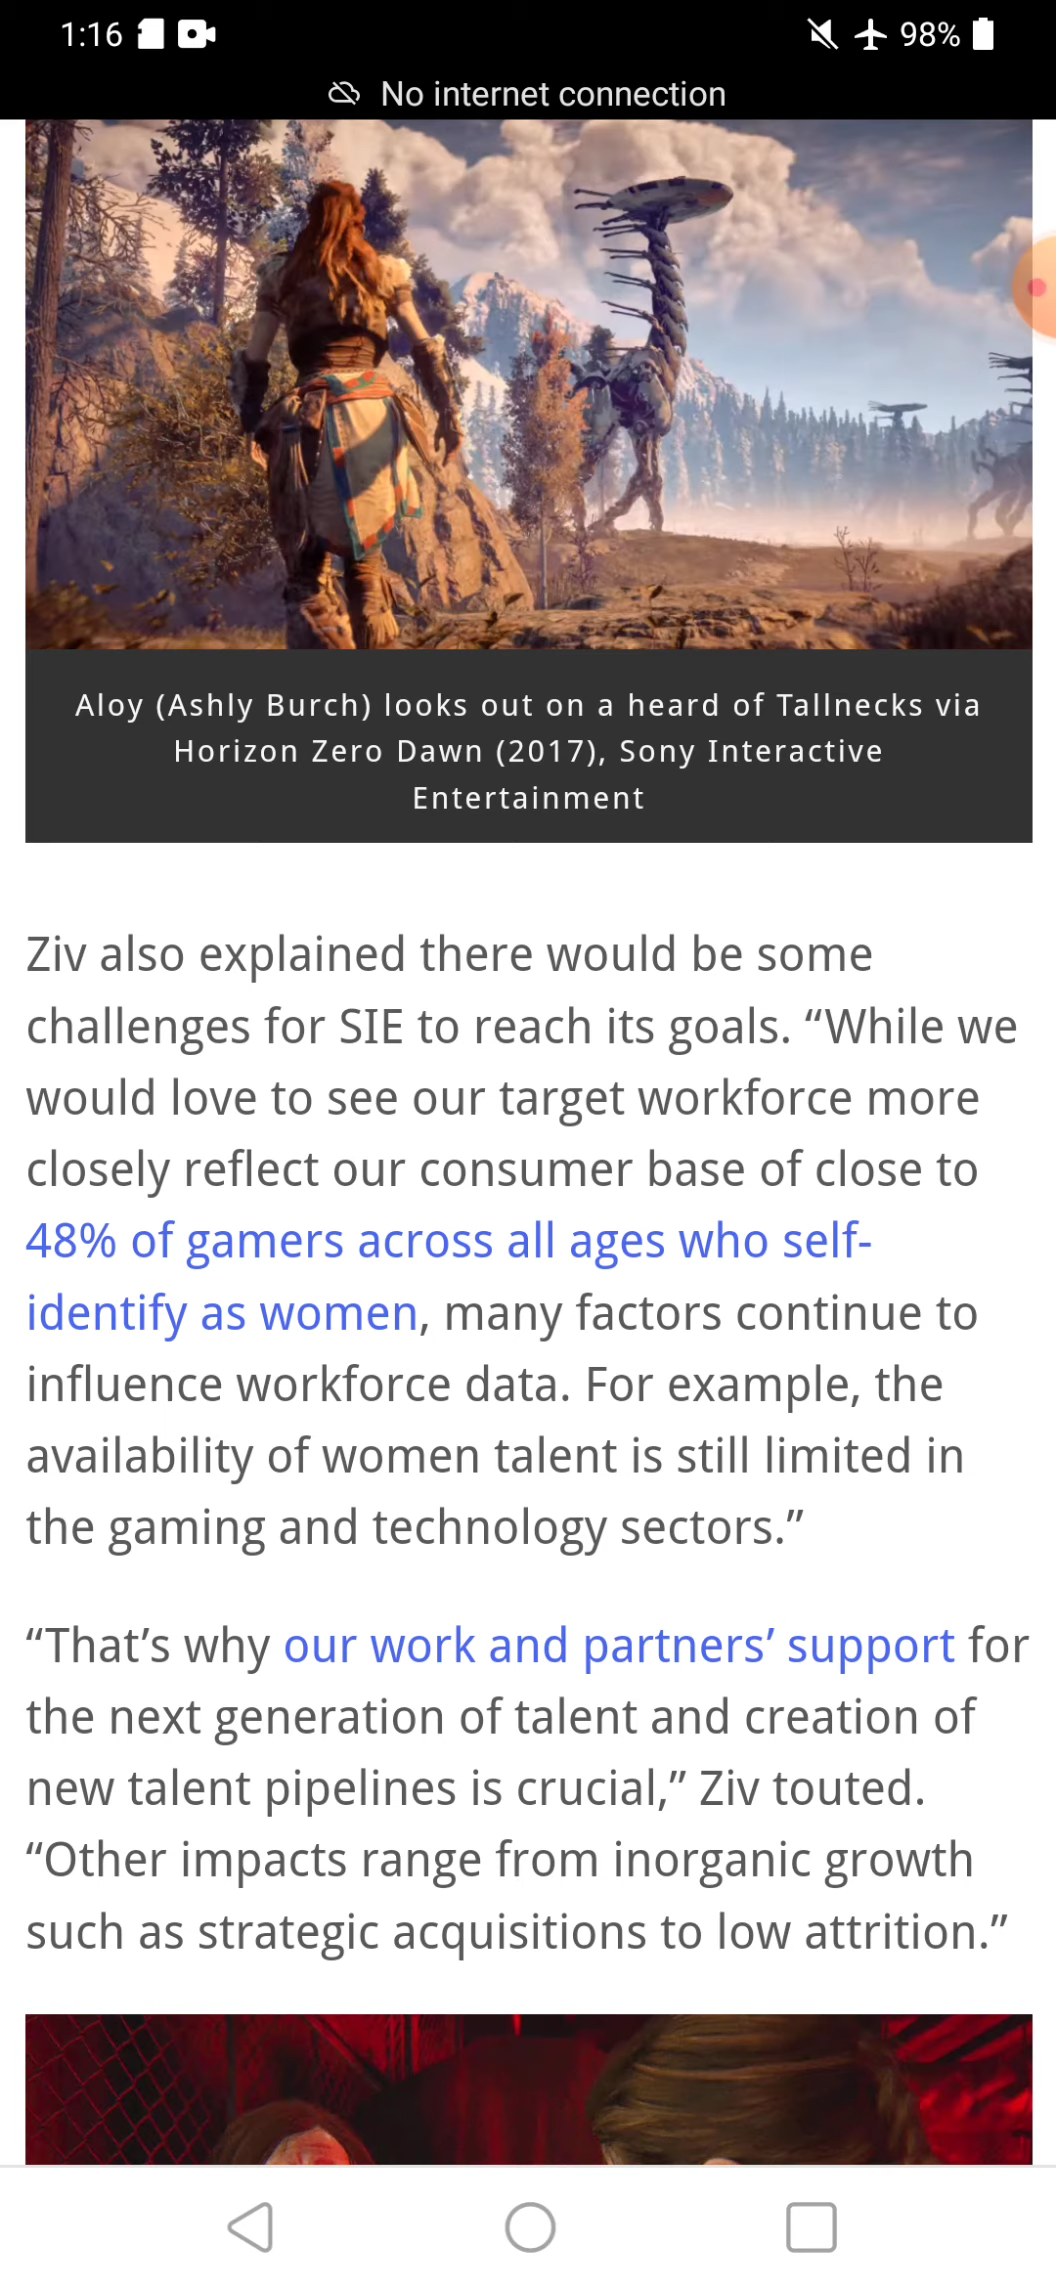 1:16
98%
No internet connection
Aloy (Ashly Burch) looks out on a heard of Tallnecks via
Horizon Zero Dawn (2017), Sony Interactive
Entertainment
Ziv also explained there would be some
challenges for SIE to reach its goals. “While we
would love to see our target workforce more
closely reflect our consumer base of close to
48% of gamers across all ages who self-
identify as women, many factors continue to
influence workforce data. For example, the
availability of women talent is still limited in
the gaming and technology sectors.”
“That’s why our work and partners’ support for
the next generation of talent and creation of
new talent pipelines is crucial,” Ziv touted.
“Other impacts range from inorganic growth
such as strategic acquisitions to low attrition.”